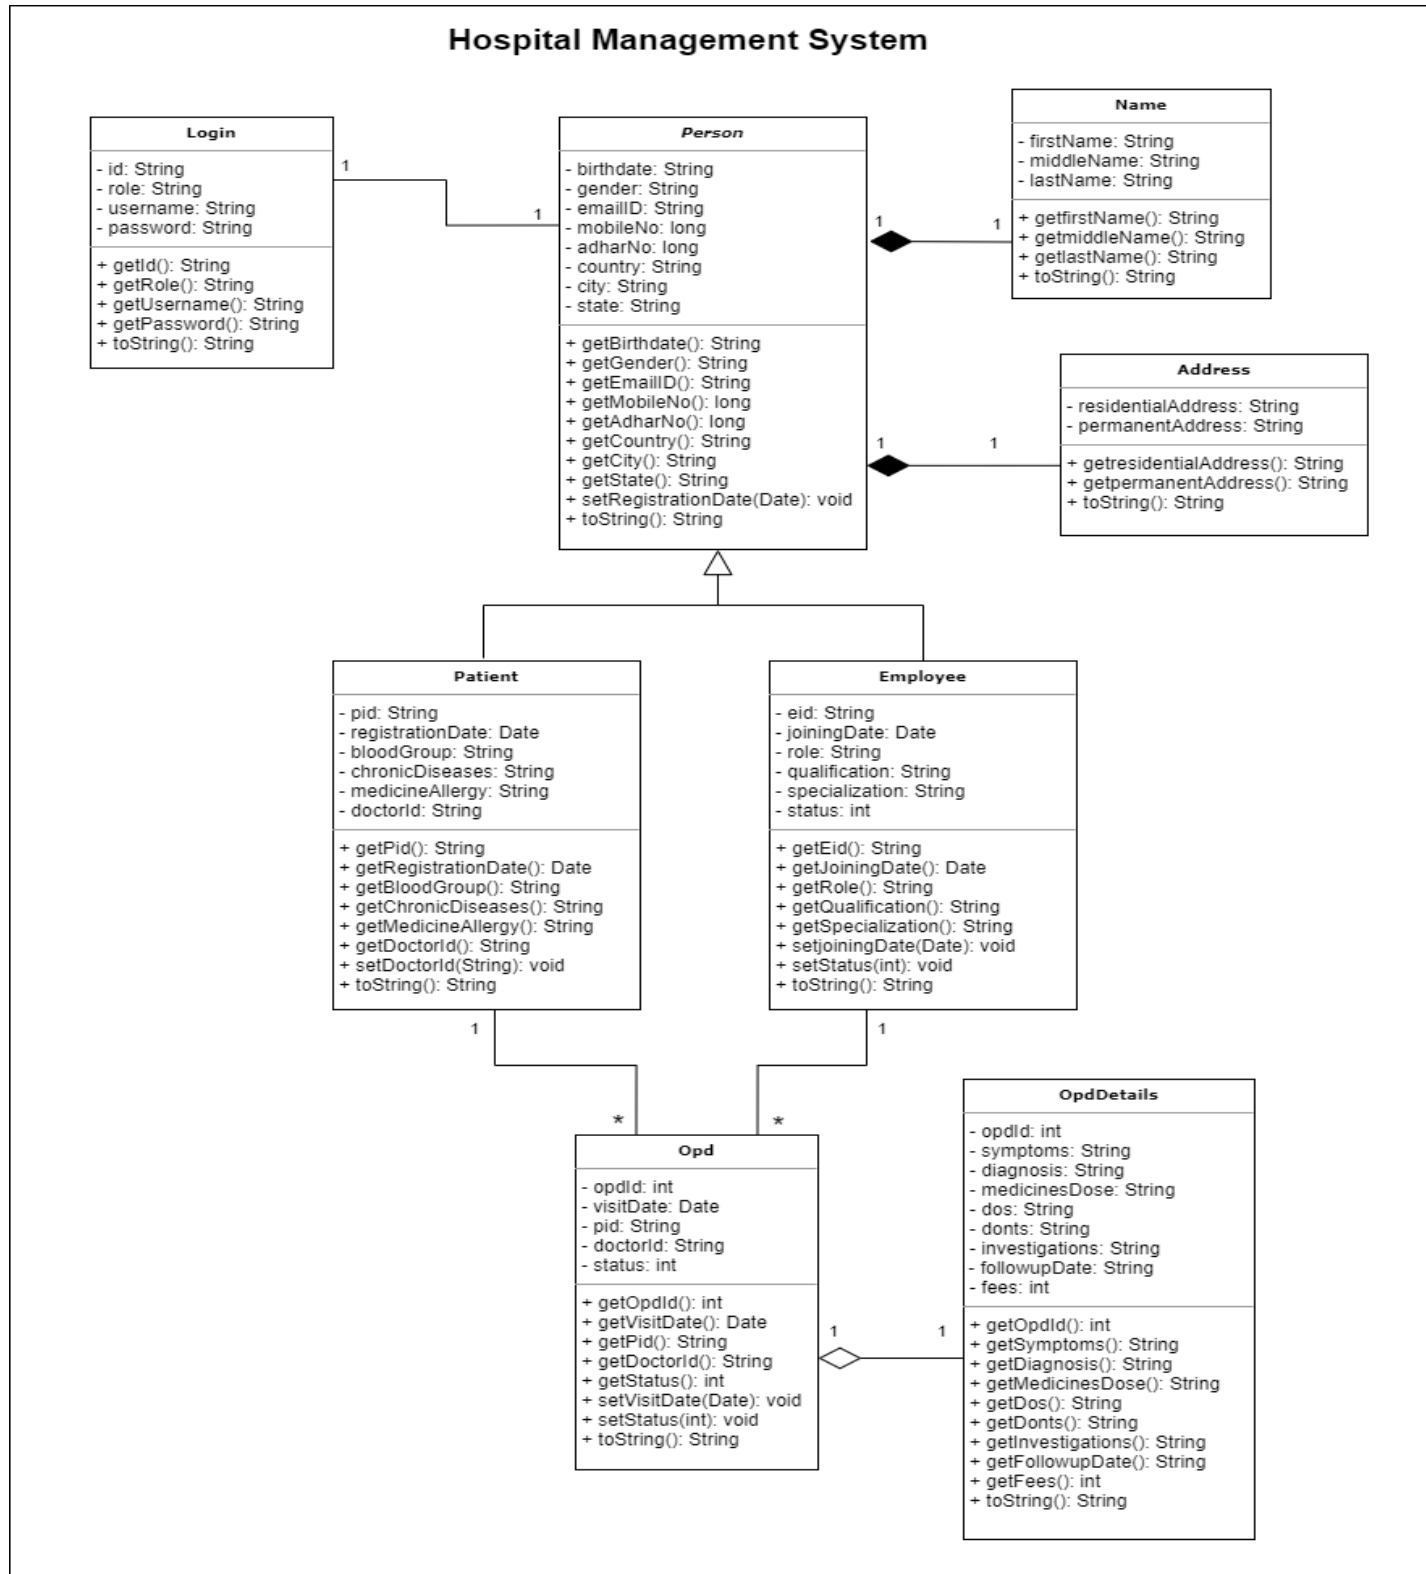 Hospital Management System
Login
- id: String
- role: String
- username: String
- password: String
+ getId(): String
+ getRole(): String
+ getUsername(): String
+ getPassword(): String
+ toString(): String
1
1
Person
- birthdate: String
- gender: String
- emailID: String
- mobileNo: long
- adharNo: long
- country: String
- city: String
- state: String
+ getBirthdate(): String
+ getGender(): String
+ getEmailID(): String
+ getMobileNo(): long
+ getAdharNo(): long
+ getCountry(): String
+ getCity(): String
+ getState(): String
+ setRegistrationDate(Date): void
+ toString(): String
1
1
Name
- firstName: String
- middleName: String
- lastName: String
+ getfirstName(): String
+ getmiddleName(): String
+ getlastName(): String
+ toString(): String
1
1
Address
- residentialAddress: String
- permanentAddress: String
+ getresidentialAddress(): String
+ getpermanentAddress(): String
+ toString(): String
Patient
- pid: String
- registrationDate: Date
- bloodGroup: String
- chronicDiseases: String
- medicineAllergy: String
- doctorId: String
+ getPid(): String
+ getRegistrationDate(): Date
+ getBloodGroup(): String
+ getChronicDiseases(): String
+ getMedicineAllergy(): String
+ getDoctorId(): String
+ setDoctorId(String): void
+ toString(): String
Employee
- eid: String
- joiningDate: Date
- role: String
- qualification: String
- specialization: String
- status: int
+ getEid(): String
+ getJoiningDate(): Date
+ getRole(): String
+ getQualification(): String
+ getSpecialization(): String
+ setjoiningDate(Date): void
+ setStatus(int): void
+ toString(): String
1
1
*
*
Opd
- opdId: int
- visitDate: Date
- pid: String
- doctorId: String
- status: int
+ getOpdId(): int
+ getVisitDate(): Date
+ getPid(): String
+ getDoctorId(): String
+ getStatus(): int
+ setVisitDate(Date): void
+ setStatus(int): void
+ toString(): String
1
1
OpdDetails
- opdId: int
- symptoms: String
- diagnosis: String
- medicinesDose: String
- dos: String
- donts: String
- investigations: String
- followupDate: String
- fees: int
+ getOpdId(): int
+ getSymptoms(): String
+ getDiagnosis(): String
+ getMedicinesDose(): String
+ getDos(): String
+ getDonts(): String
+ getInvestigations(): String
+ getFollowupDate(): String
+ getFees(): int
+ toString(): String